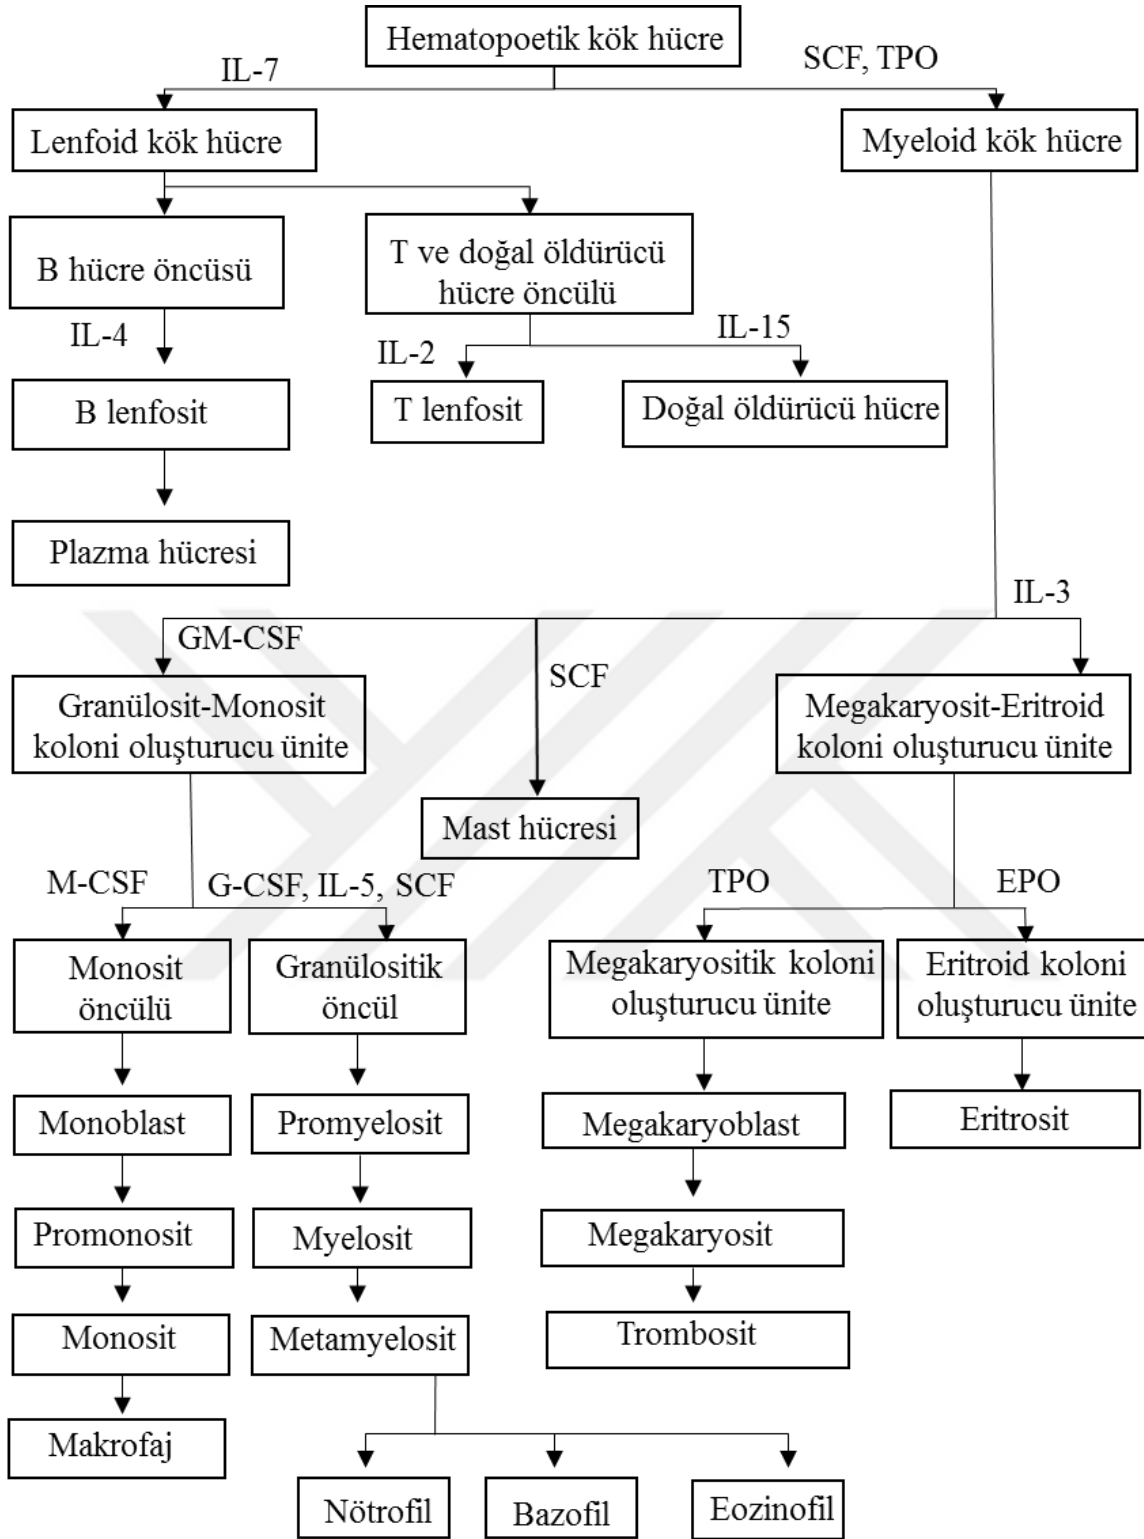 Hematopoetik kök hücre
IL-7
SCF, TPO
Lenfoid kök hücre
Myeloid kök hücre
B hücre öncüsü
T ve doğal öldürücü
hücre öncülü
IL-4
IL-2
IL-15
B lenfosit
T lenfosit
Doğal öldürücü hücre
Plazma hücresi
IL-3
GM-CSF
SCF
Granülosit-Monosit
koloni oluşturucu ünite
Megakaryosit-Eritroid
koloni oluşturucu ünite
Mast hücresi
M-CSF
G-CSF, IL-5, SCF
TPO
EPO
Monosit
öncülü
Granülositik
öncül
Megakaryositik koloni
oluşturucu ünite
Eritroid koloni
oluşturucu ünite
Monoblast
Promyelosit
Megakaryoblast
Eritrosit
Promonosit
Myelosit
Megakaryosit
Monosit
Metamyelosit
Trombosit
Makrofaj
Nötrofil
Bazofil
Eozinofil